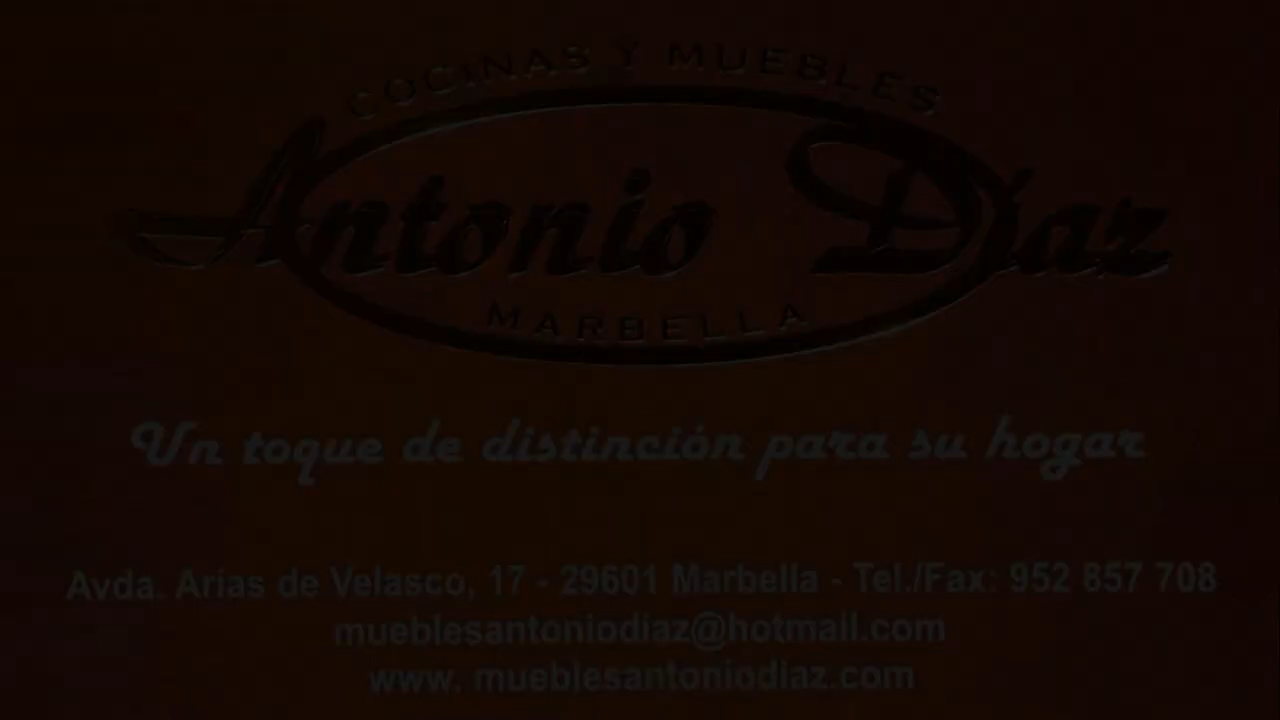 COCINAS Y MUEBLES
Antonio Díaz
MARBELLA
Un toque de distinción para su hogar
Avda. Arias de Velasco, 17 - 29601 Marbella - Tel./Fax: 952 857 708
mueblesantoniodiaz@hotmail.com
www. mueblesantoniodiaz.com